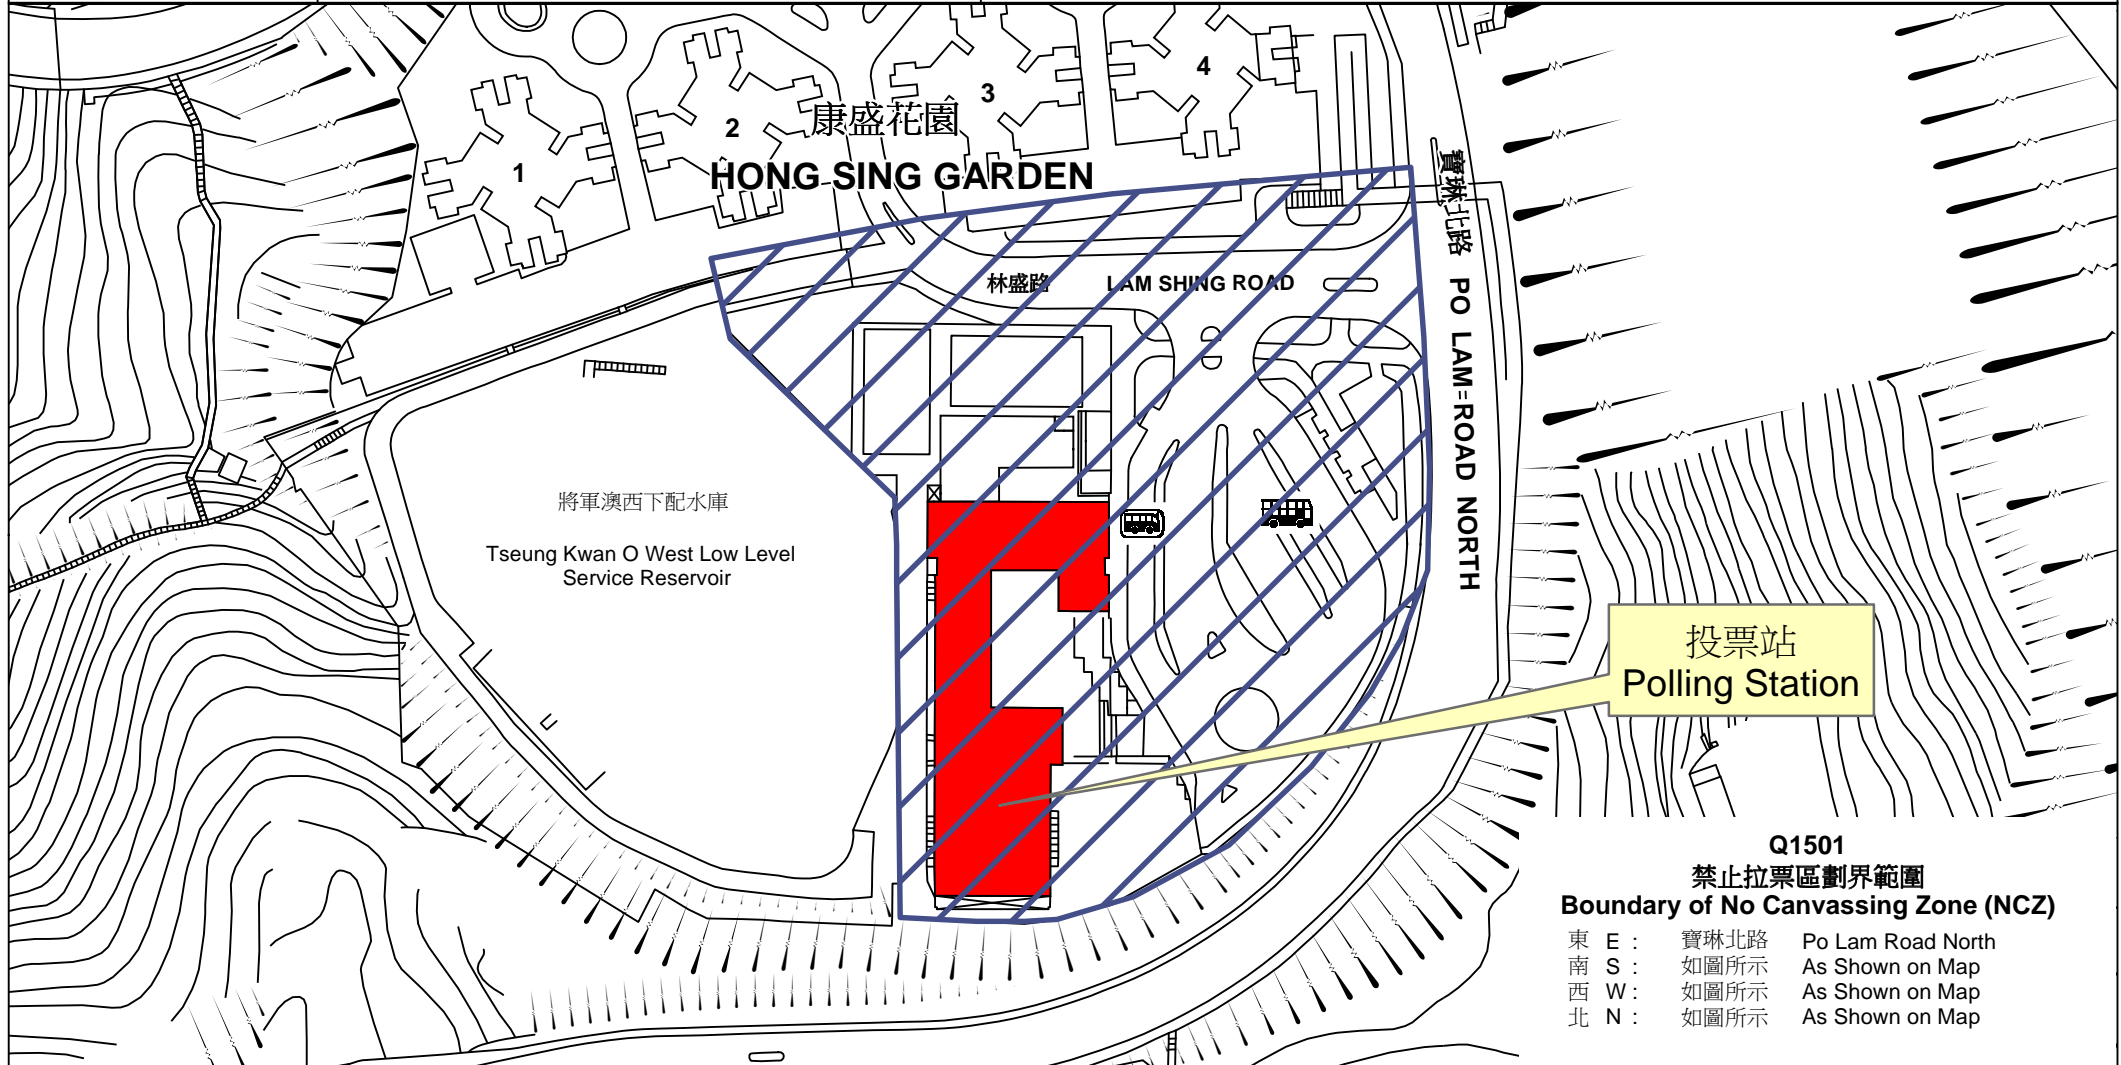 1
2
3
4
康盛花園
HONG SING GARDEN
寶琳北路 PO LAM ROAD NORTH
林盛路 LAM SHING ROAD
將軍澳西下配水庫
Tseung Kwan O West Low Level
Service Reservoir
投票站
Polling Station
Q1501
禁止拉票區劃界範圍
Boundary of No Canvassing Zone (NCZ)
東 E : 寶琳北路 Po Lam Road North
南 S : 如圖所示 As Shown on Map
西 W : 如圖所示 As Shown on Map
北 N : 如圖所示 As Shown on Map